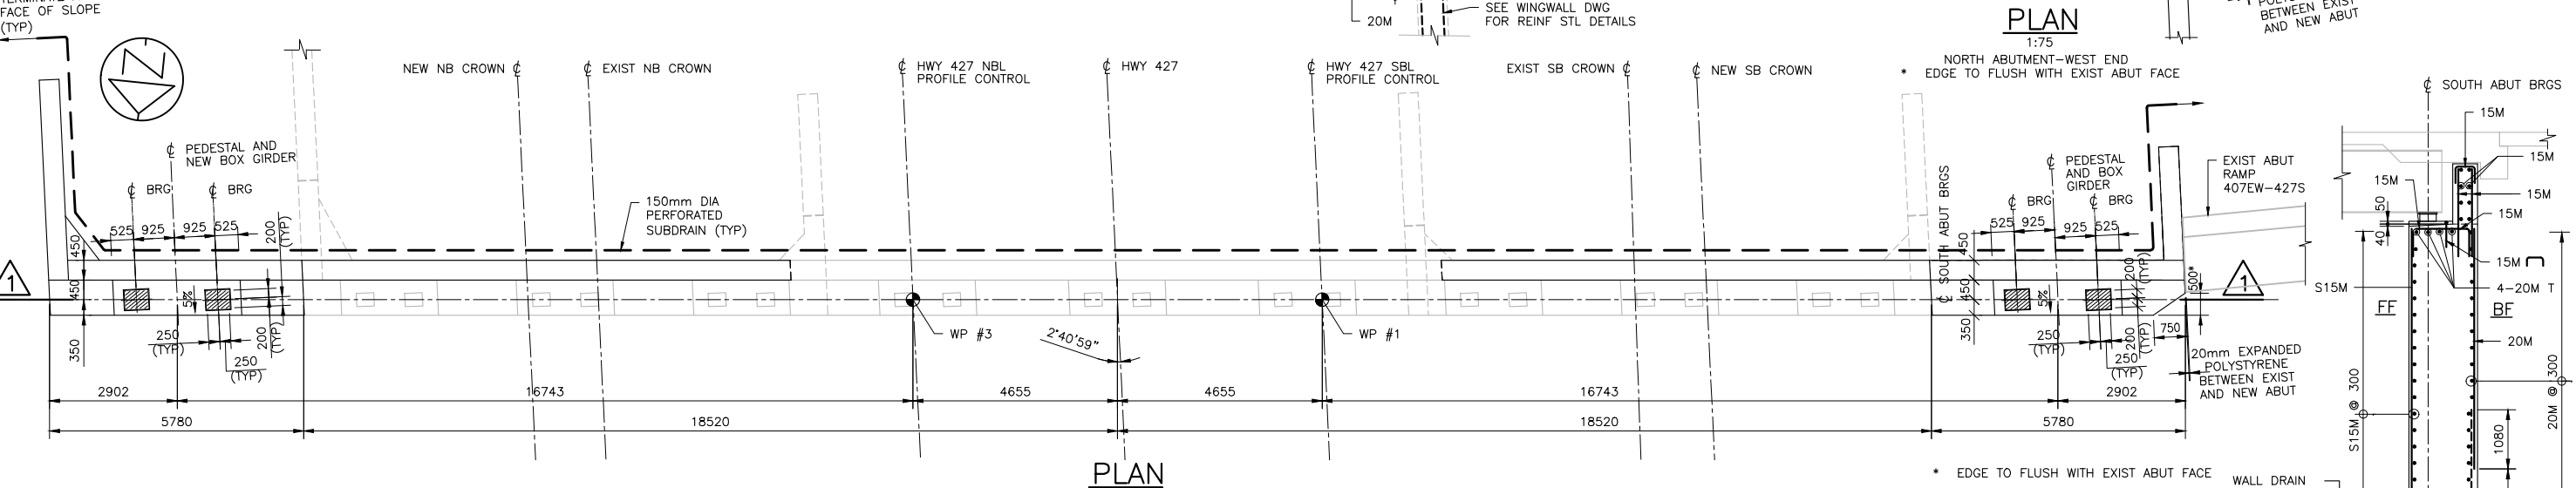 FACE OF SLOPE
(TYP)
N
NEW NB CROWN ℄
℄ EXIST NB CROWN
℄ HWY 427 NBL
PROFILE CONTROL
℄ HWY 427
℄ HWY 427 SBL
PROFILE CONTROL
EXIST SB CROWN ℄
℄ NEW SB CROWN
20M
SEE WINGWALL DWG
FOR REINF STL DETAILS
PLAN
1:75
NORTH ABUTMENT-WEST END
* EDGE TO FLUSH WITH EXIST ABUT FACE
BETWEEN EXIST
AND NEW ABUT
℄ PEDESTAL AND
NEW BOX GIRDER
℄ BRG
℄ BRG
525
925
925
525
200
(TYP)
450
450
350
5%
250
(TYP)
250
(TYP)
200
(TYP)
1
150mm DIA
PERFORATED
SUBDRAIN (TYP)
WP #3
2°40'59"
WP #1
℄ SOUTH ABUT BRGS
℄ PEDESTAL
AND BOX
GIRDER
℄ BRG
℄ BRG
525
925
925
525
450
450
350
5%
200
(TYP)
500*
250
(TYP)
250
(TYP)
200
(TYP)
750
EXIST ABUT
RAMP
407EW-427S
1
20mm EXPANDED
POLYSTYRENE
BETWEEN EXIST
AND NEW ABUT
2902
16743
4655
4655
16743
2902
5780
18520
18520
5780
PLAN
* EDGE TO FLUSH WITH EXIST ABUT FACE
℄ SOUTH ABUT BRGS
15M
15M
15M
15M
15M
50
40
15M
S15M
4-20M T
FF
BF
20M
S15M @ 300
20M @ 300
1080
WALL DRAIN